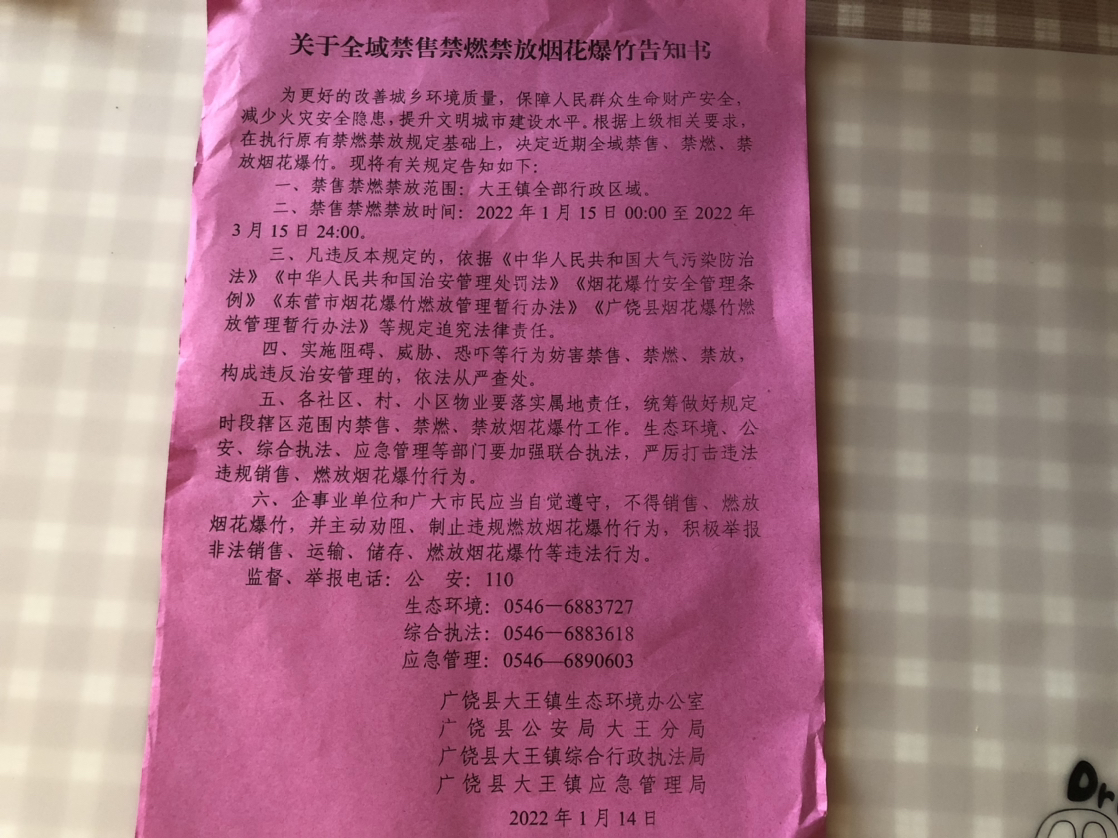 关于全域禁售禁燃禁放烟花爆竹告知书
为更好的改善城乡环境质量，保障人民群众生命财产安全，
减少火灾安全隐患，提升文明城市建设水平。根据上级相关要求，
在执行原有禁燃禁放规定基础上，决定近期全域禁售、禁燃、禁
放烟花爆竹。现将有关规定告知如下：
一、禁售禁燃禁放范围：大王镇全部行政区域。
二、禁售禁燃禁放时间：2022年1月15日00:00至2022年
3月15日24:00。
三、凡违反本规定的，依据《中华人民共和国大气污染防治
法》《中华人民共和国治安管理处罚法》《烟花爆竹安全管理条
例》《东营市烟花爆竹燃放管理暂行办法》《广饶县烟花爆竹燃
放管理暂行办法》等规定追究法律责任。
四、实施阻碍、威胁、恐吓等行为妨害禁售、禁燃、禁放，
构成违反治安管理的，依法从严查处。
五、各社区、村、小区物业要落实属地责任，统筹做好规定
时段辖区范围内禁售、禁燃、禁放烟花爆竹工作。生态环境、公
安、综合执法、应急管理等部门要加强联合执法，严厉打击违法
违规销售、燃放烟花爆竹行为。
六、企事业单位和广大市民应当自觉遵守，不得销售、燃放
烟花爆竹，并主动劝阻、制止违规燃放烟花爆竹行为，积极举报
非法销售、运输、储存、燃放烟花爆竹等违法行为。
监督、举报电话：公 安：110
生态环境：0546—6883727
综合执法：0546—6883618
应急管理：0546—6890603
广饶县大王镇生态环境办公室
广饶县公安局大王分局
广饶县大王镇综合行政执法局
广饶县大王镇应急管理局
2022年1月14日